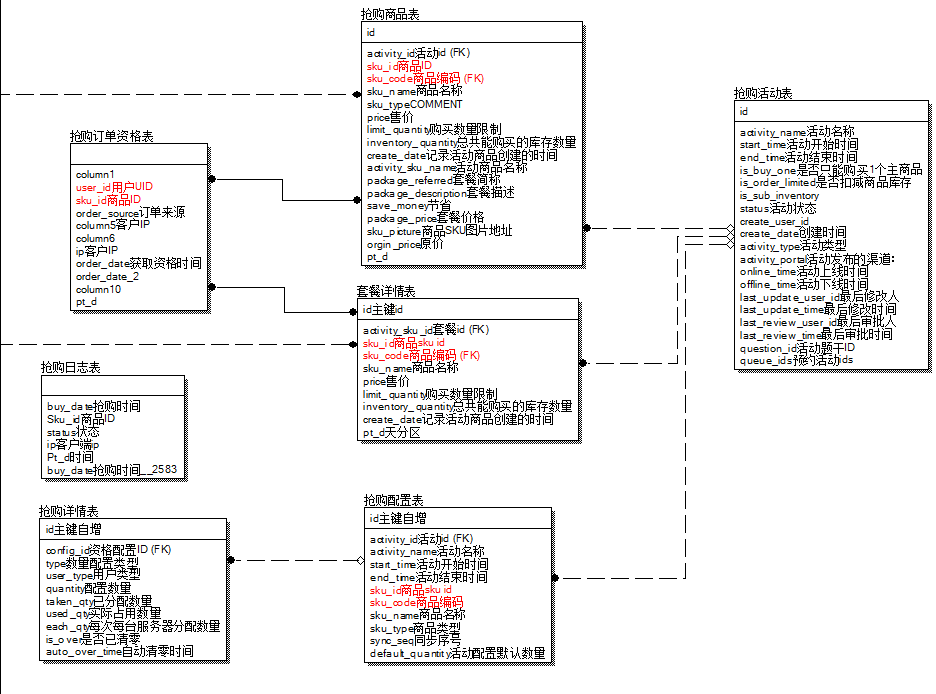 抢购商品表
id
activity_id活动id (FK)
sku_id商品ID
sku_code商品编码 (FK)
sku_name商品名称
sku_typeCOMMENT
price售价
limit_quantity购买数量限制
inventory_quantity总共能购买的库存数量
create_date记录活动商品创建的时间
activity_sku_name活动商品名称
package_referred套餐简称
package_description套餐描述
save_money节省
package_price套餐价格
sku_picture商品SKU图片地址
orgin_price原价
pt_d
抢购活动表
id
activity_name活动名称
start_time活动开始时间
end_time活动结束时间
is_buy_one是否只能购买1个主商品
is_order_limited是否扣减商品库存
is_sub_inventory
status活动状态
create_user_id
create_date创建时间
activity_type活动类型
activity_portal活动发布的渠道:
online_time活动上线时间
offline_time活动下线时间
last_update_user_id最后修改人
last_update_time最后修改时间
last_review_user_id最后审批人
last_review_time最后审批时间
question_id活动题干ID
queue_ids预约活动ids
抢购订单资格表
column1
user_id用户UID
sku_id商品ID
order_source订单来源
column5客户IP
column6
ip客户IP
order_date获取资格时间
order_date_2
column10
pt_d
套餐详情表
id主键id
activity_sku_id套餐id (FK)
sku_id商品sku id
sku_code商品编码 (FK)
sku_name商品名称
price售价
limit_quantity购买数量限制
inventory_quantity总共能购买的库存数量
create_date记录活动商品创建的时间
pt_d天分区
抢购日志表
buy_date抢购时间
Sku_id商品ID
status状态
ip客户端ip
Pt_d时间
buy_date抢购时间__2583
抢购详情表
id主键自增
config_id资格配置ID (FK)
type数量配置类型
user_type用户类型
quantity配置数量
taken_qty已分配数量
used_qty实际占用数量
each_qty每次每台服务器分配数量
is_over是否已清零
auto_over_time自动清零时间
抢购配置表
id主键自增
activity_id活动id (FK)
activity_name活动名称
start_time活动开始时间
end_time活动结束时间
sku_id商品sku id
sku_code商品编码
sku_name商品名称
sku_type商品类型
sync_seq同步序号
default_quantity活动配置默认数量